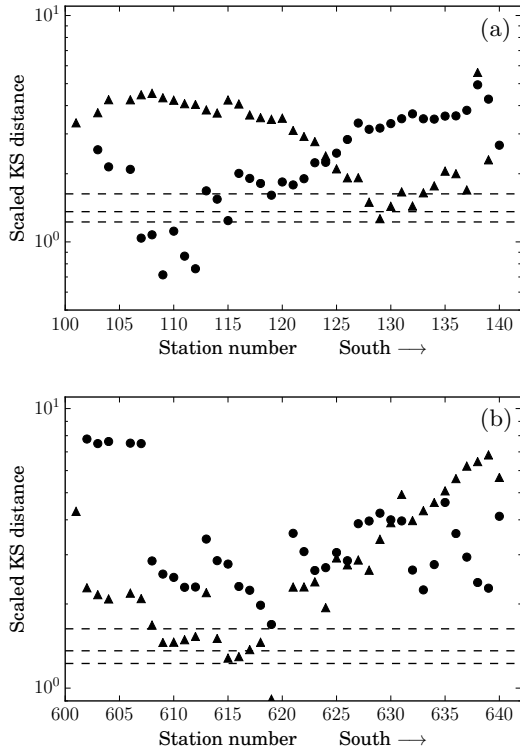 (a)
10¹
10⁰
Scaled KS distance
100 105 110 115 120 125 130 135 140
Station number South →
(b)
10¹
10⁰
Scaled KS distance
600 605 610 615 620 625 630 635 640
Station number South →